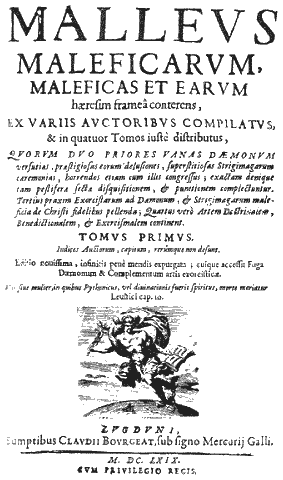 MALLEVS
MALEFICARVM,
MALEFICAS ET EARVM
hæresim frameâ conterens,
EX VARIIS AVCTORIBVS COMPILATVS,
& in quatuor Tomos iustè distributus,
QVORVM DVO PRIORES VANAS DÆMONVM
versutias, præstigiosas eorum delusiones, superstitiosas Strigimagarum
cæremonias, horrendos etiam cum illis congressus; exactam denique
tam pestiferæ sectæ disquisitionem, & punitionem complectuntur.
Tertius praxim Exorcistarum ad Dæmonum, & Strigimagarum male-
ficia de Christi fidelibus pellenda; Quartus verò Artem Doctrinalem,
Benedictionalem, & Exorcismalem continent.
TOMVS PRIMVS.
Indices Auctorum, capitum, rerúmque non desunt.
Editio nouissima, infinitis penè mendis expurgata; cuique accessit Fuga
Dæmonum & Complementum artis exorcisticæ.
Vir siue mulier, in quibus Pythonicus, vel diuinationis fuerit spiritus, morte moriatur
Leuitici cap. 20.
LVGDVNI,
Sumptibus CLAVDII BOVRGEAT, sub signo Mercurij Galli.
M. DC. LXIX.
CVM PRIVILEGIO REGIS.